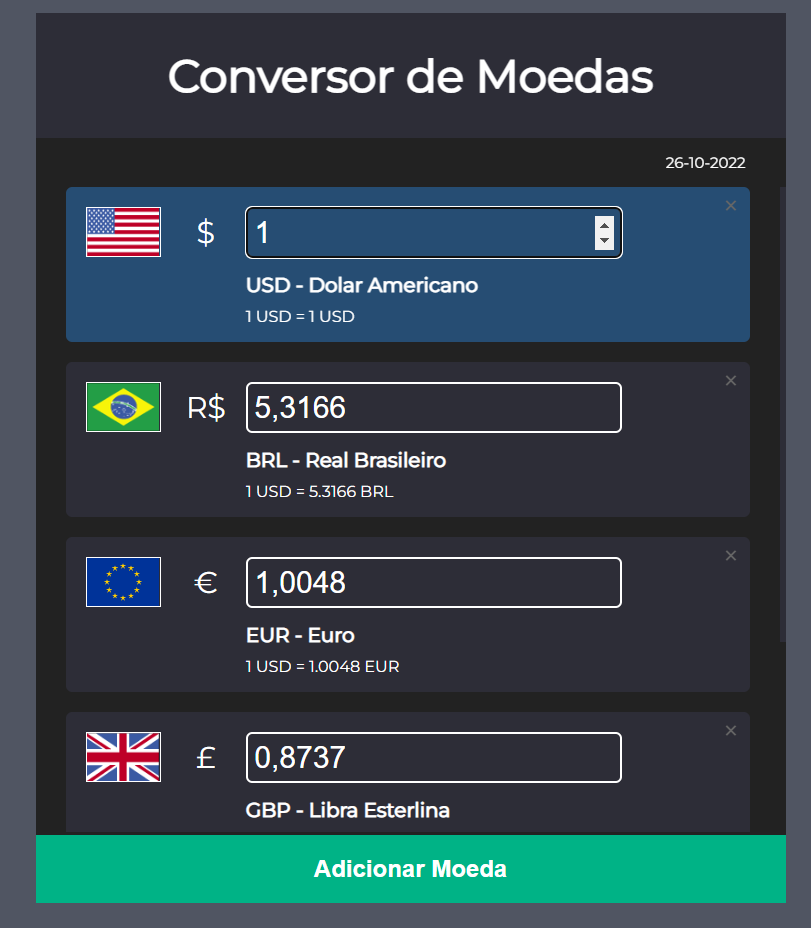 Conversor de Moedas
26-10-2022
×
$ 1
USD - Dolar Americano
1 USD = 1 USD
×
R$ 5,3166
BRL - Real Brasileiro
1 USD = 5.3166 BRL
×
€ 1,0048
EUR - Euro
1 USD = 1.0048 EUR
×
£ 0,8737
GBP - Libra Esterlina
Adicionar Moeda